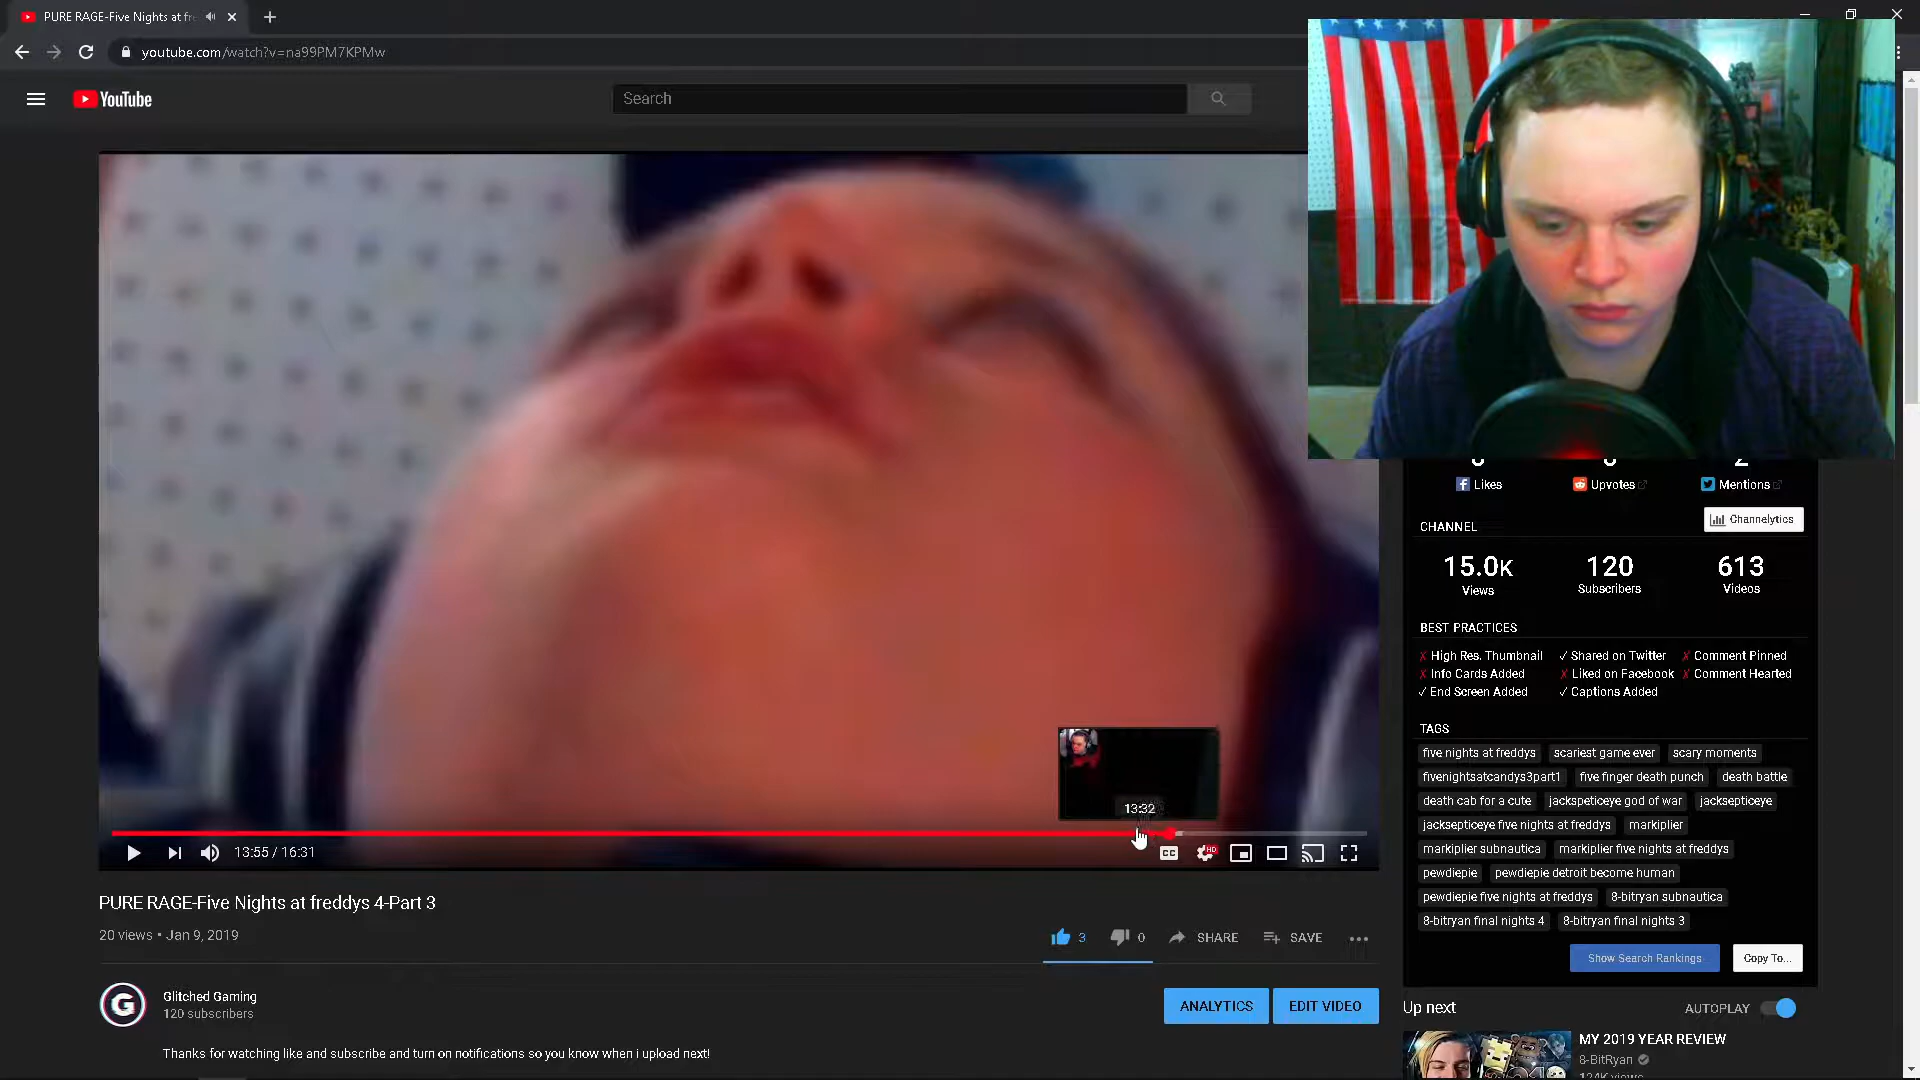 PURE RAGE-Five Nights at fre
youtube.com/watch?v=na99PM7KPMw
YouTube
Search
13:32
CC
HD
13:55 / 16:31
PURE RAGE-Five Nights at freddys 4-Part 3
20 views • Jan 9, 2019
3
0
SHARE
SAVE
G
Glitched Gaming
120 subscribers
ANALYTICS
EDIT VIDEO
Thanks for watching like and subscribe and turn on notifications so you know when i upload next!
Likes
Upvotes
Mentions
CHANNEL
Channelytics
15.0K
120
613
Views
Subscribers
Videos
BEST PRACTICES
✗ High Res. Thumbnail ✓ Shared on Twitter ✗ Comment Pinned
✗ Info Cards Added ✗ Liked on Facebook ✗ Comment Hearted
✓ End Screen Added ✓ Captions Added
TAGS
five nights at freddys scariest game ever scary moments
fivenightsatcandys3part1 five finger death punch death battle
death cab for a cute jackspeticeye god of war jacksepticeye
jacksepticeye five nights at freddys markiplier
markiplier subnautica markiplier five nights at freddys
pewdiepie pewdiepie detroit become human
pewdiepie five nights at freddys 8-bitryan subnautica
8-bitryan final nights 4 8-bitryan final nights 3
Show Search Rankings
Copy To...
Up next
AUTOPLAY
MY 2019 YEAR REVIEW
8-BitRyan